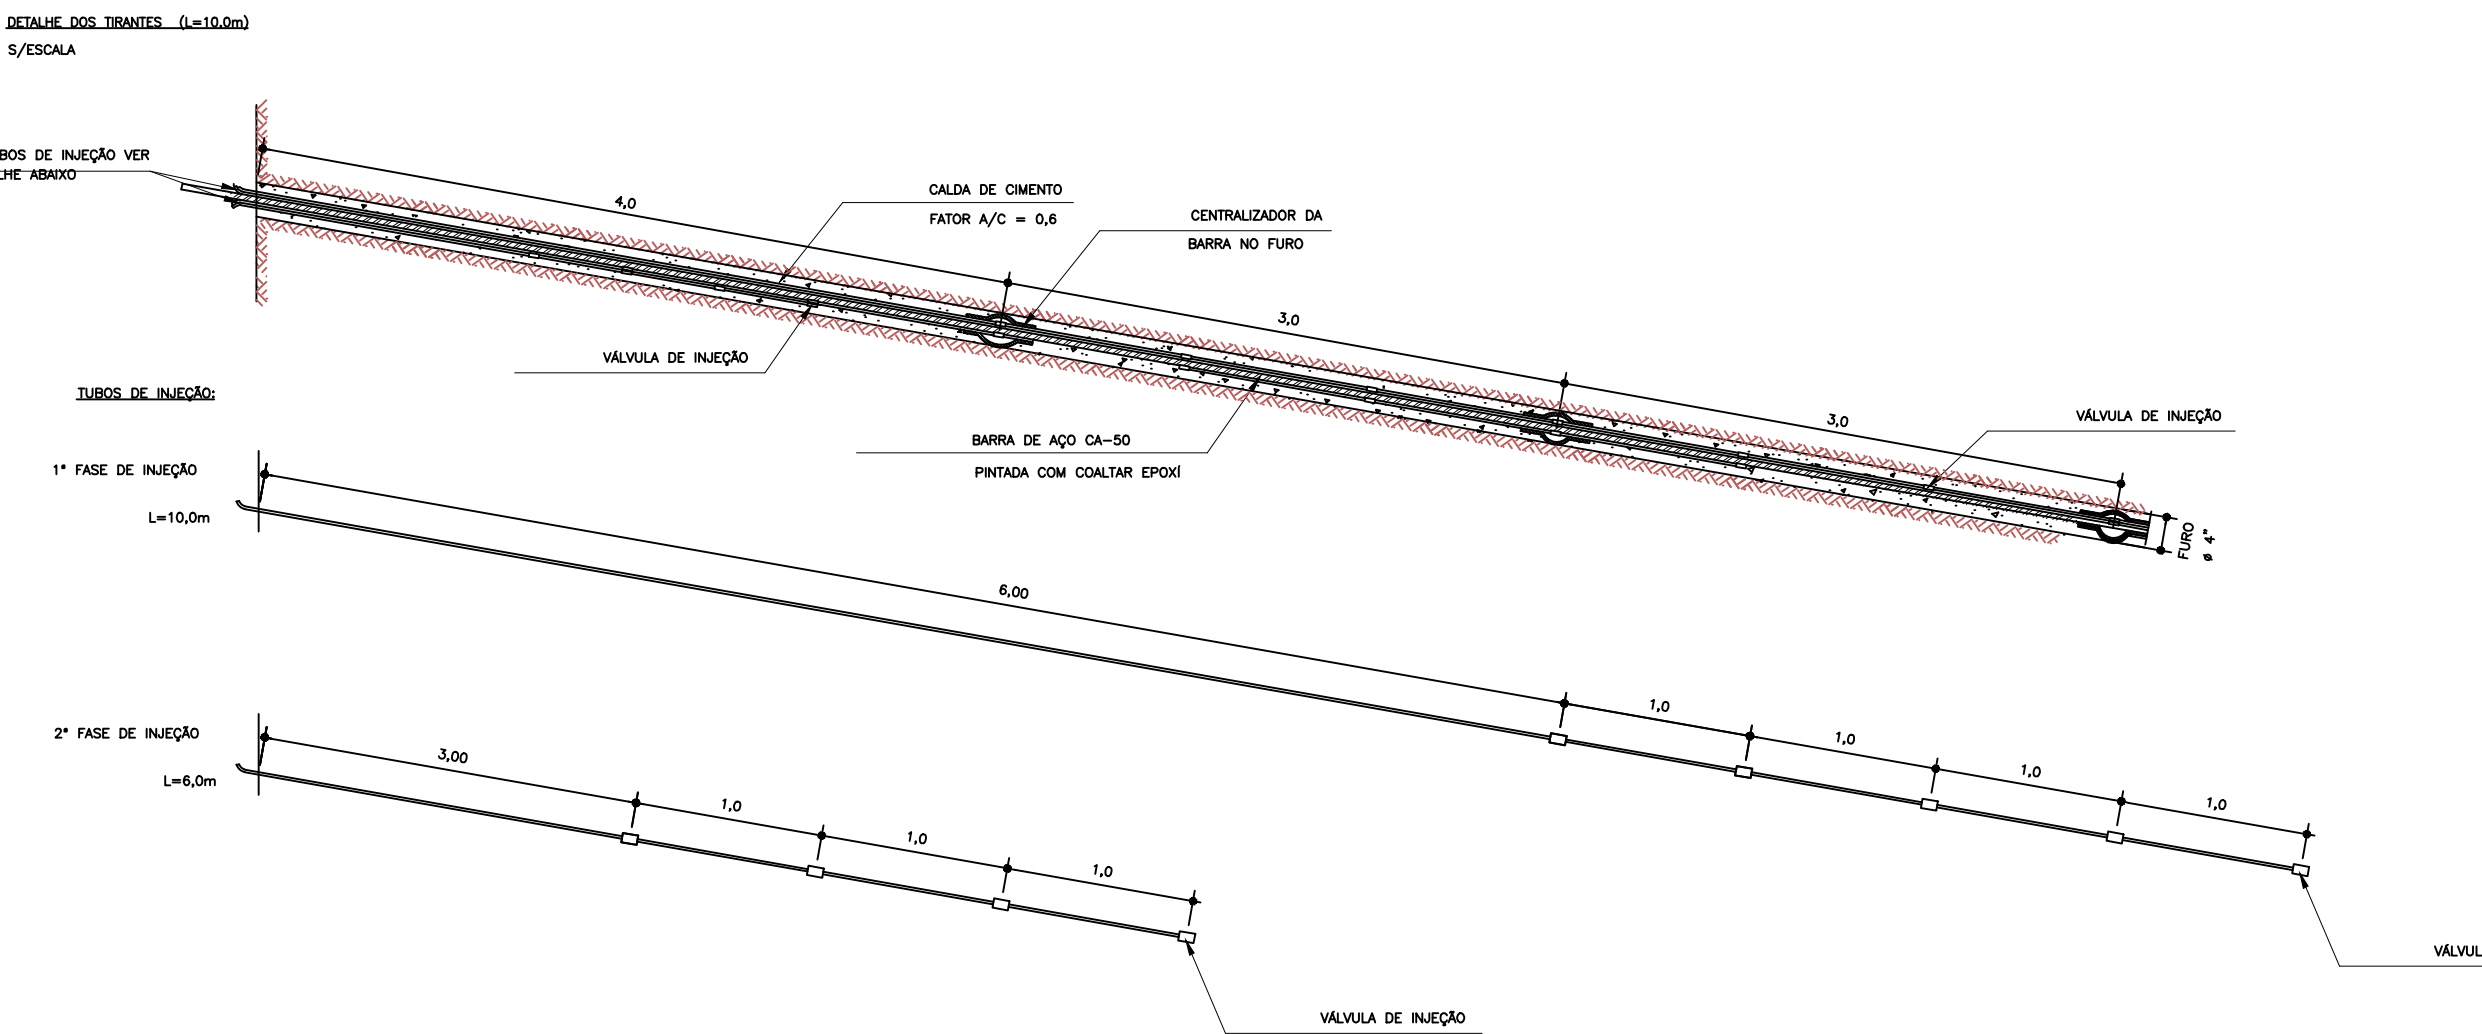 DETALHE DOS TIRANTES (L=10.0m)
S/ESCALA
BOS DE INJEÇÃO VER
LHE ABAIXO
4,0
CALDA DE CIMENTO
FATOR A/C = 0,6
CENTRALIZADOR DA
BARRA NO FURO
3,0
VÁLVULA DE INJEÇÃO
3,0
VÁLVULA DE INJEÇÃO
BARRA DE AÇO CA-50
PINTADA COM COALTAR EPOXÍ
FURO
ø 4"
TUBOS DE INJEÇÃO:
1ª FASE DE INJEÇÃO
L=10,0m
6,00
1,0
1,0
1,0
1,0
2ª FASE DE INJEÇÃO
L=6,0m
3,00
1,0
1,0
1,0
VÁLVUL
VÁLVULA DE INJEÇÃO